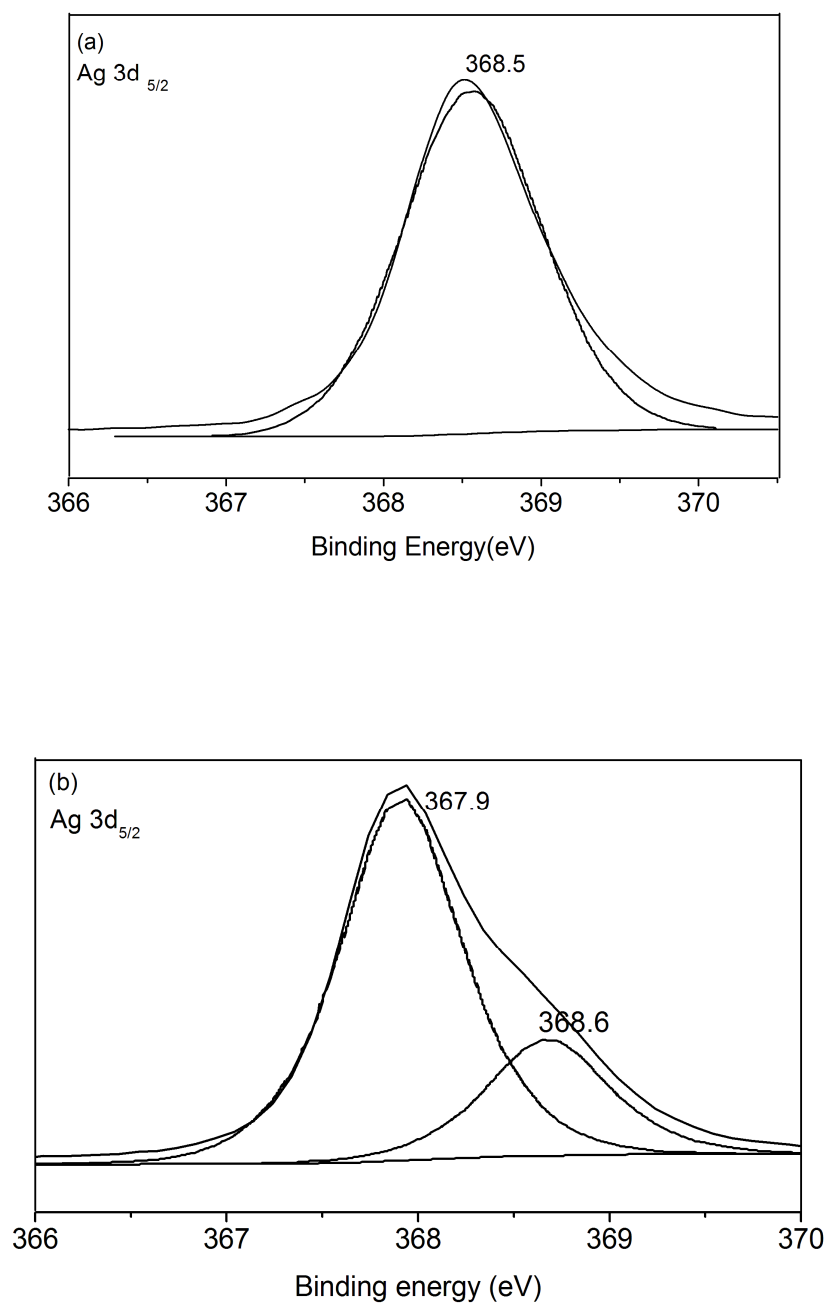 (a)
Ag 3d 5/2
368.5
366 367 368 369 370
Binding Energy(eV)
(b)
Ag 3d5/2
367.9
368.6
366 367 368 369 370
Binding energy (eV)